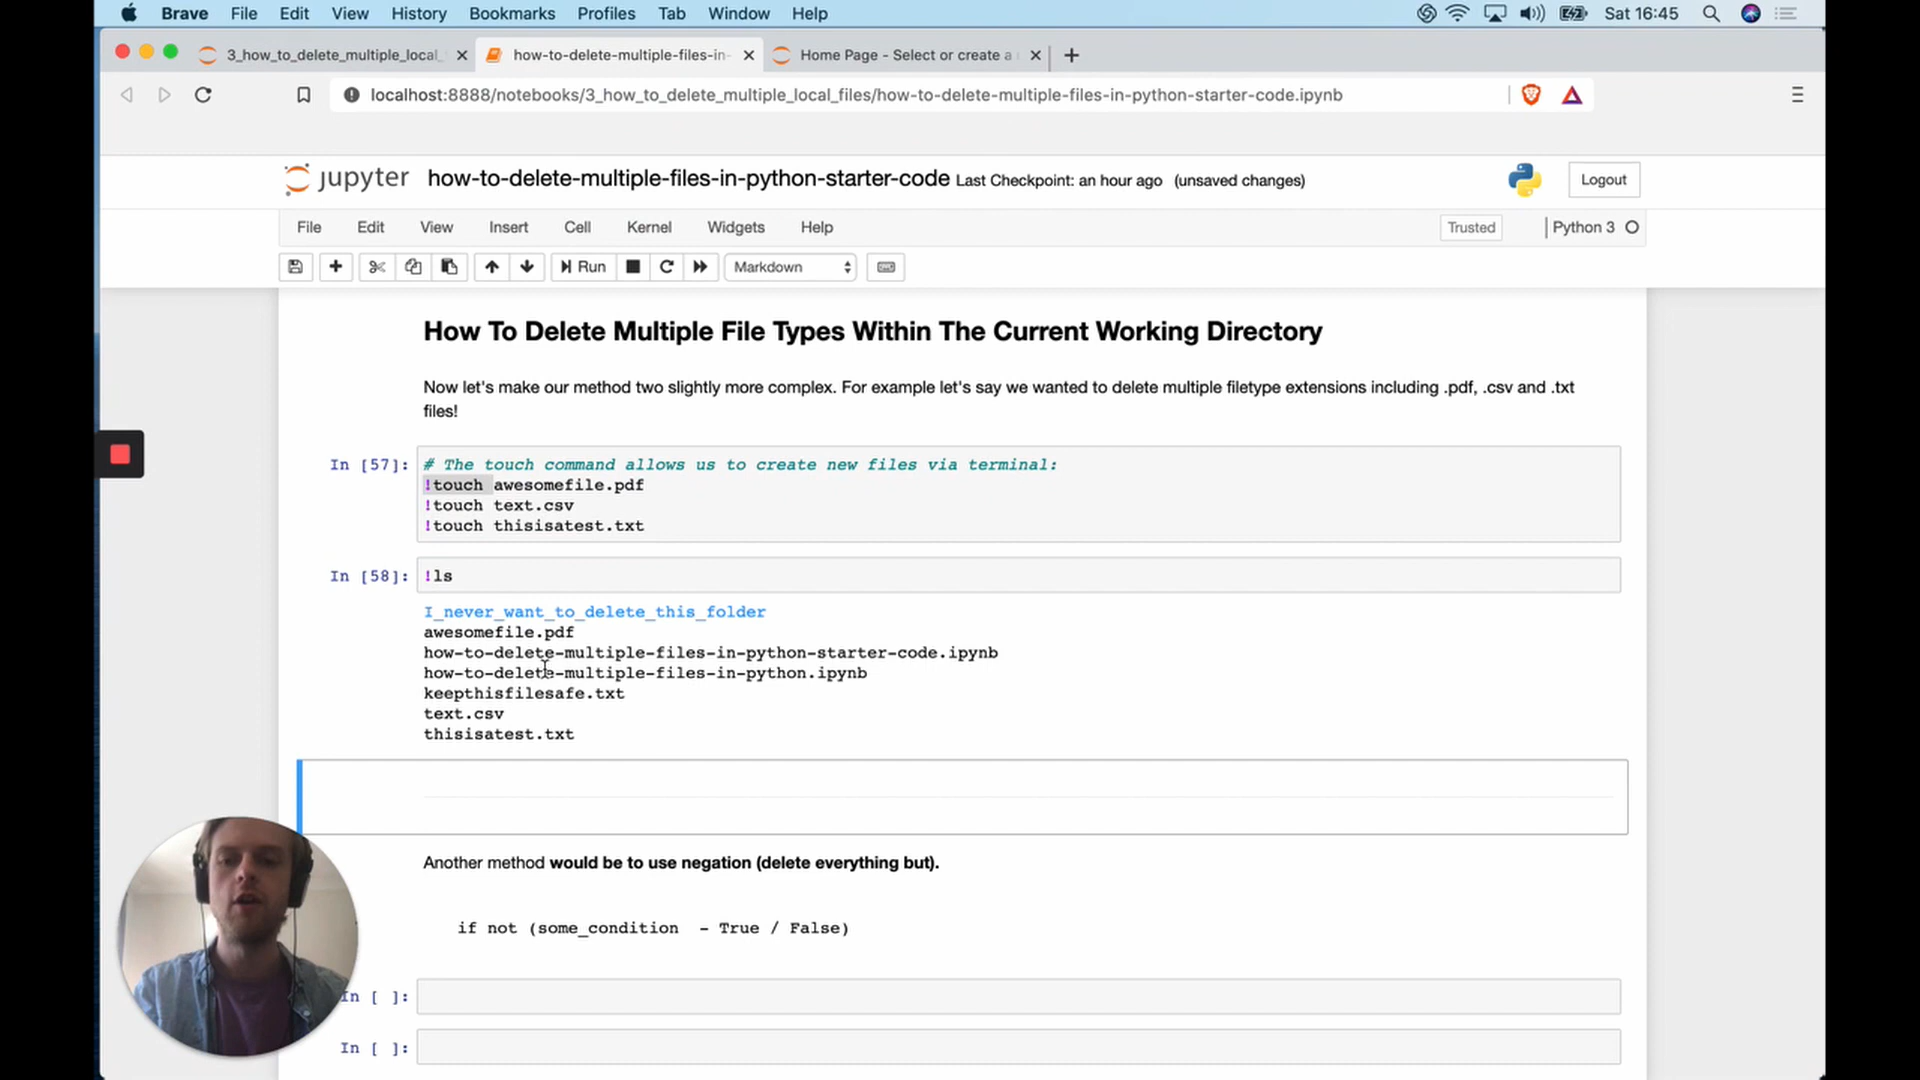 Brave File Edit View History Bookmarks Profiles Tab Window Help Sat 16:45
3_how_to_delete_multiple_local_ how-to-delete-multiple-files-in- Home Page - Select or create a
localhost:8888/notebooks/3_how_to_delete_multiple_local_files/how-to-delete-multiple-files-in-python-starter-code.ipynb
jupyter how-to-delete-multiple-files-in-python-starter-code Last Checkpoint: an hour ago (unsaved changes) Logout
File Edit View Insert Cell Kernel Widgets Help Trusted Python 3
Run Markdown
How To Delete Multiple File Types Within The Current Working Directory
Now let's make our method two slightly more complex. For example let's say we wanted to delete multiple filetype extensions including .pdf, .csv and .txt
files!
In [57]: # The touch command allows us to create new files via terminal:
!touch awesomefile.pdf
!touch text.csv
!touch thisisatest.txt
In [58]: !ls
I_never_want_to_delete_this_folder
awesomefile.pdf
how-to-delete-multiple-files-in-python-starter-code.ipynb
how-to-delete-multiple-files-in-python.ipynb
keepthisfilesafe.txt
text.csv
thisisatest.txt
Another method would be to use negation (delete everything but).
if not (some_condition - True / False)
In [ ]:
In [ ]: